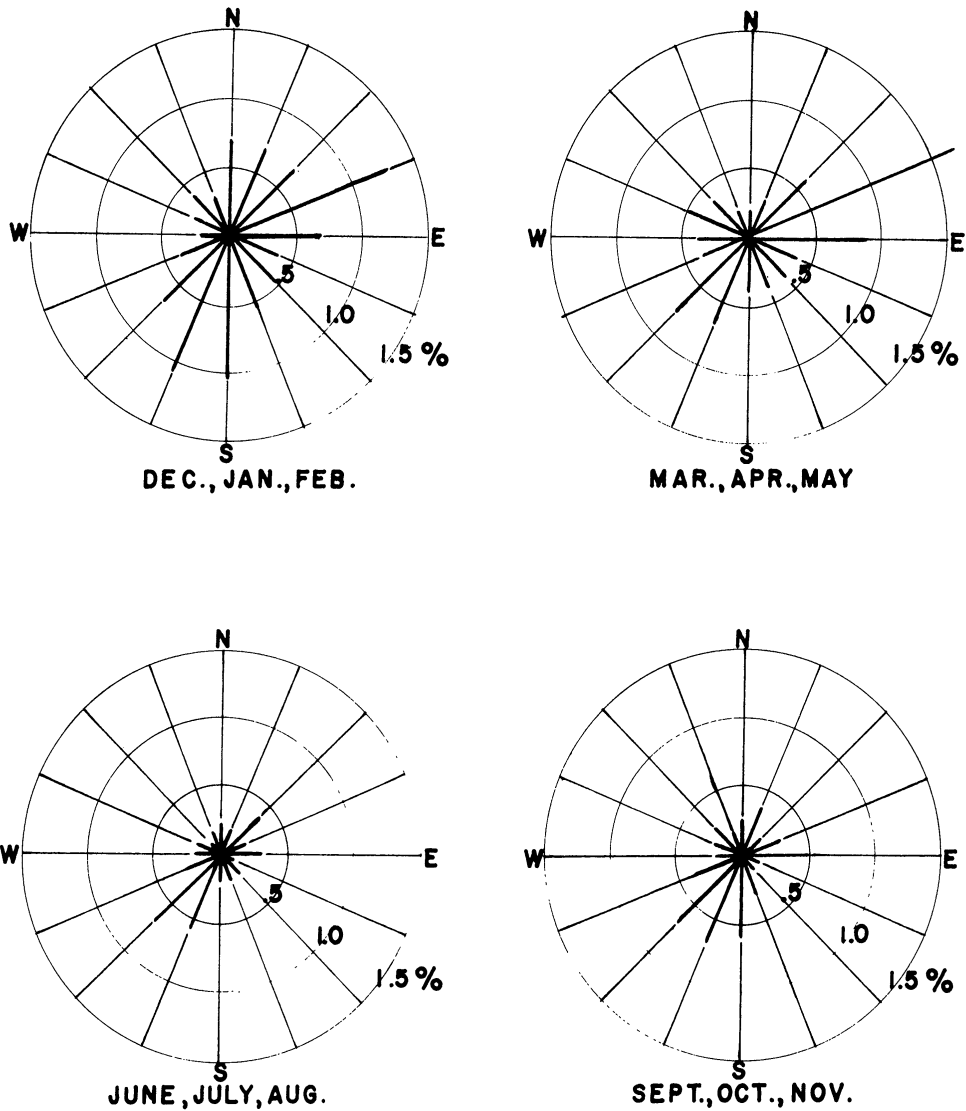 N
W
E
.5
1.0
1.5 %
S
DEC., JAN., FEB.
N
W
E
.5
1.0
1.5 %
S
MAR., APR., MAY
N
W
E
.5
1.0
1.5 %
S
JUNE, JULY, AUG.
N
W
E
.5
1.0
1.5 %
S
SEPT., OCT., NOV.